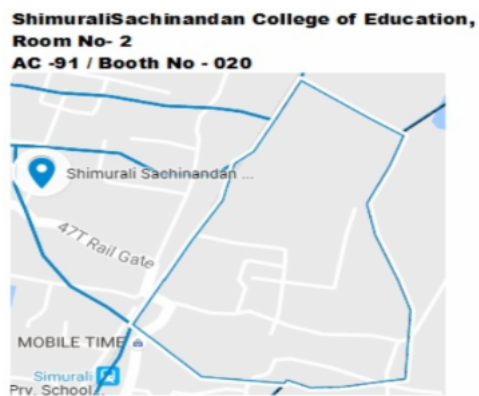 ShimuraliSachinandan College of Education,
Room No- 2
AC -91 / Booth No - 020
Shimurali Sachinandan ...
47T Rail Gate
MOBILE TIME
Simurali
Prv. School...